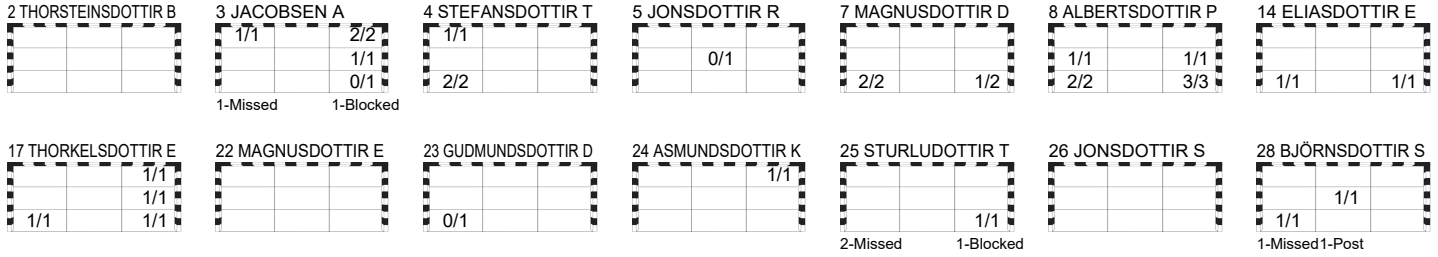 2 THORSTEINSDOTTIR B 3 JACOBSEN A 4 STEFANSDOTTIR T 5 JONSDOTTIR R 7 MAGNUSDOTTIR D 8 ALBERTSDOTTIR P 14 ELIASDOTTIR E
1/1 2/2 1/1
1/1 0/1 1/1 1/1
0/1 2/2 2/2 1/2 2/2 3/3 1/1 1/1
1-Missed 1-Blocked
17 THORKELSDOTTIR E 22 MAGNUSDOTTIR E 23 GUDMUNDSDOTTIR D 24 ASMUNDSDOTTIR K 25 STURLUDOTTIR T 26 JONSDOTTIR S 28 BJÖRNSDOTTIR S
1/1 1/1
1/1 1/1
1/1 1/1 0/1 1/1 1/1
2-Missed 1-Blocked 1-Missed 1-Post